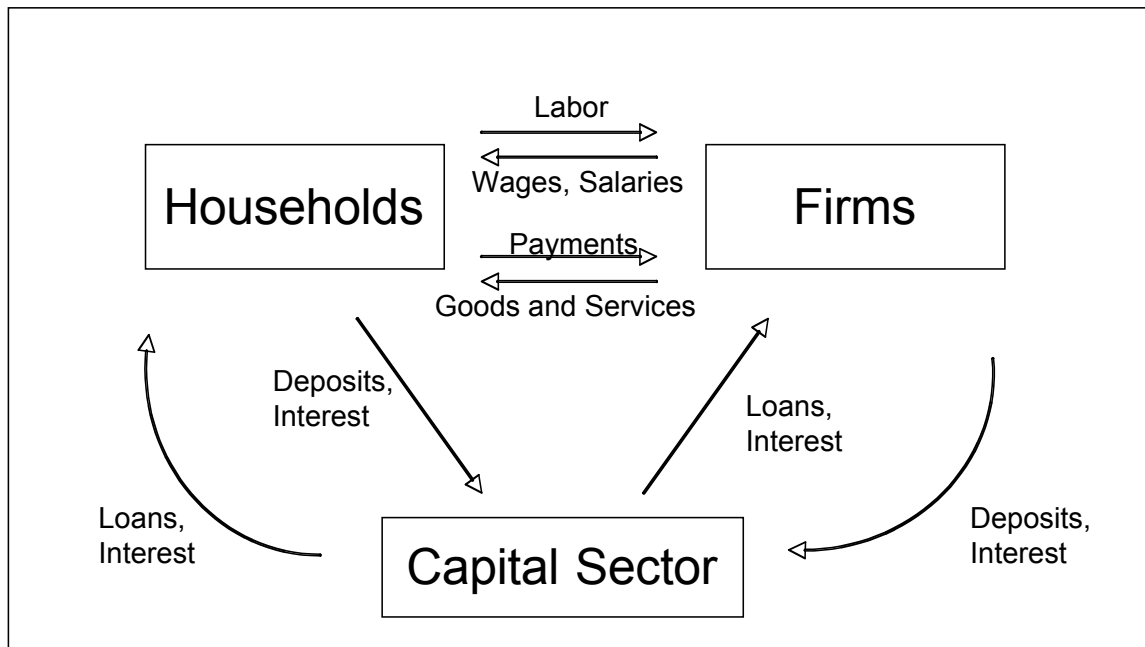 Labor
Households
Firms
Wages, Salaries
Payments
Goods and Services
Deposits,
Interest
Loans,
Interest
Loans,
Interest
Deposits,
Interest
Capital Sector